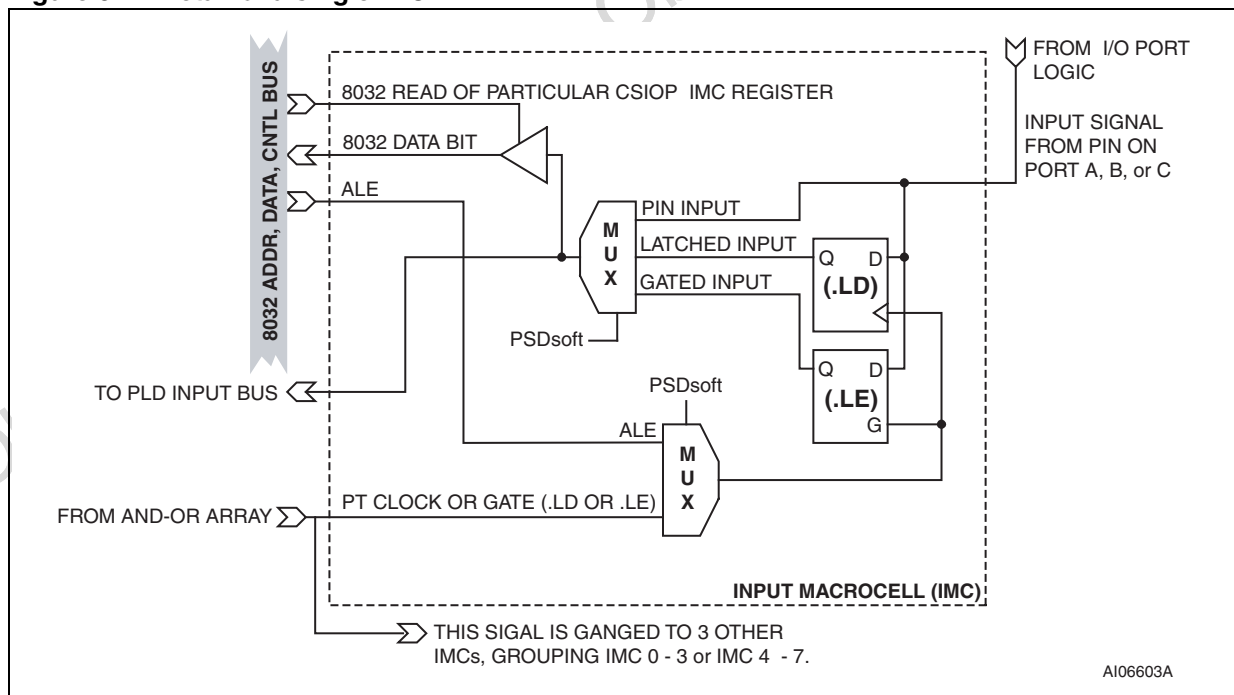 8032 ADDR, DATA, CNTL BUS
FROM I/O PORT
LOGIC
8032 READ OF PARTICULAR CSIOP IMC REGISTER
INPUT SIGNAL
FROM PIN ON
PORT A, B, or C
8032 DATA BIT
ALE
PIN INPUT
MUX
LATCHED INPUT
Q D
(.LD)
GATED INPUT
PSDsoft
Q D
(.LE)
G
TO PLD INPUT BUS
PSDsoft
ALE
MUX
PT CLOCK OR GATE (.LD OR .LE)
FROM AND-OR ARRAY
INPUT MACROCELL (IMC)
THIS SIGAL IS GANGED TO 3 OTHER
IMCs, GROUPING IMC 0 - 3 or IMC 4 - 7.
AI06603A